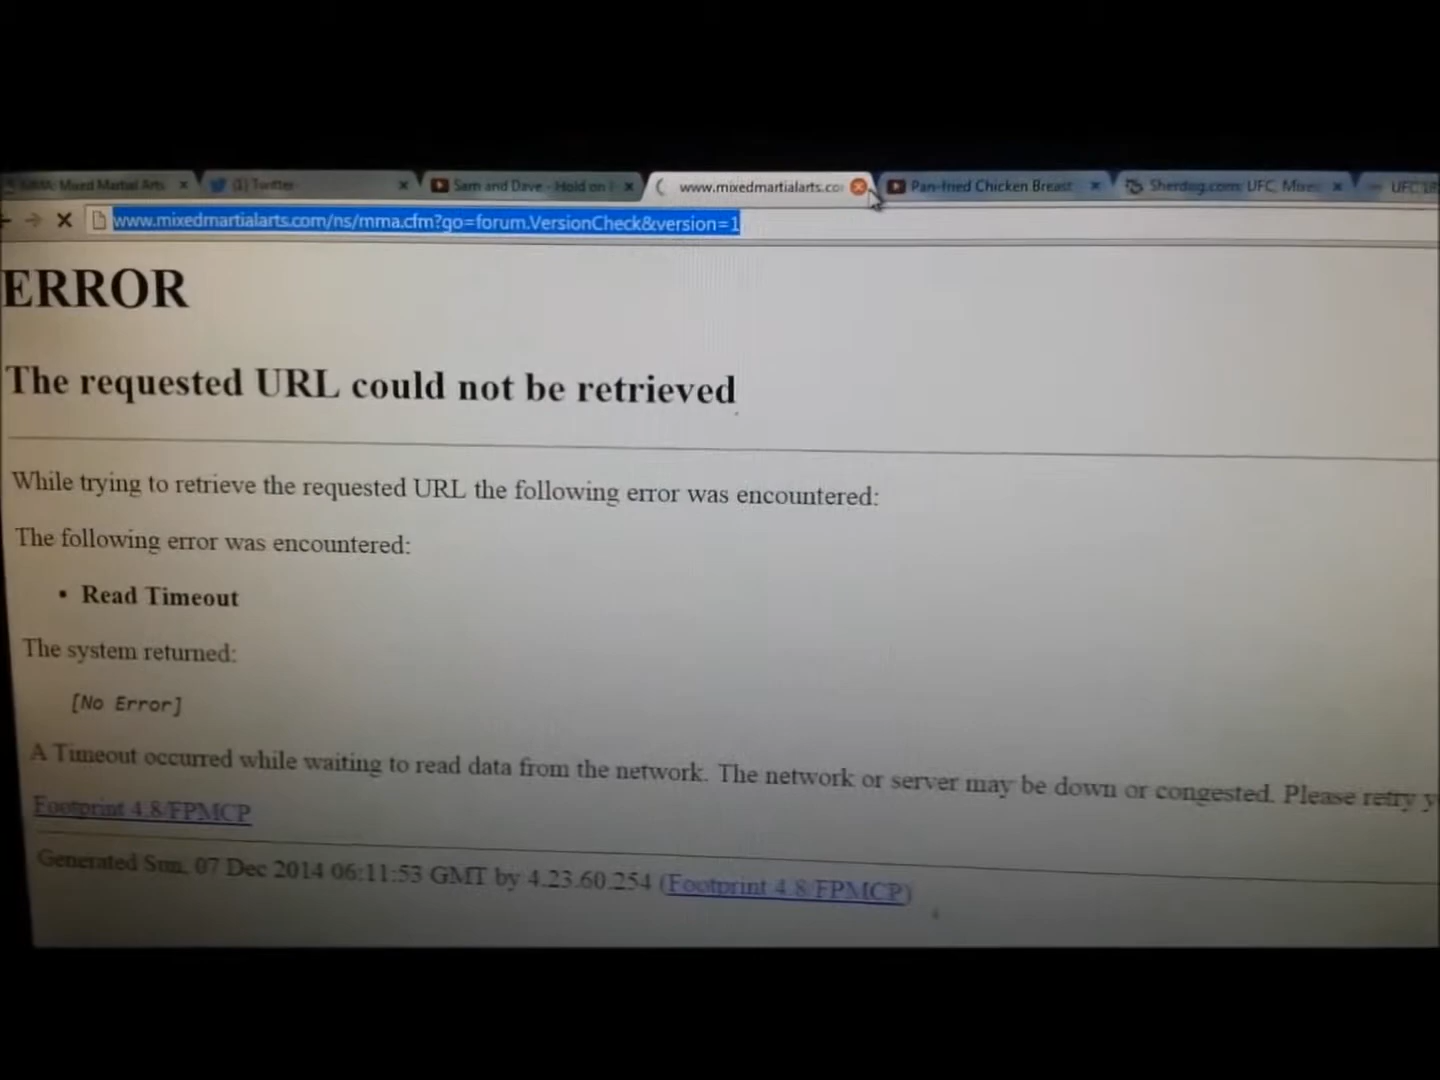 MMA: Mixed Martial Arts
(1) Twitter
Sam and Dave - Hold on I
www.mixedmartialarts.co
Pan-fried Chicken Breast
Sherdog.com: UFC, Mixe
www.mixedmartialarts.com/ns/mma.cfm?go=forum.VersionCheck&version=1
ERROR
The requested URL could not be retrieved
While trying to retrieve the requested URL the following error was encountered:
The following error was encountered:
• Read Timeout
The system returned:
[No Error]
A Timeout occurred while waiting to read data from the network. The network or server may be down or congested. Please retry y
Footprint 4.8/FPMCP
Generated Sun, 07 Dec 2014 06:11:53 GMT by 4.23.60.254 (Footprint 4.8/FPMCP)